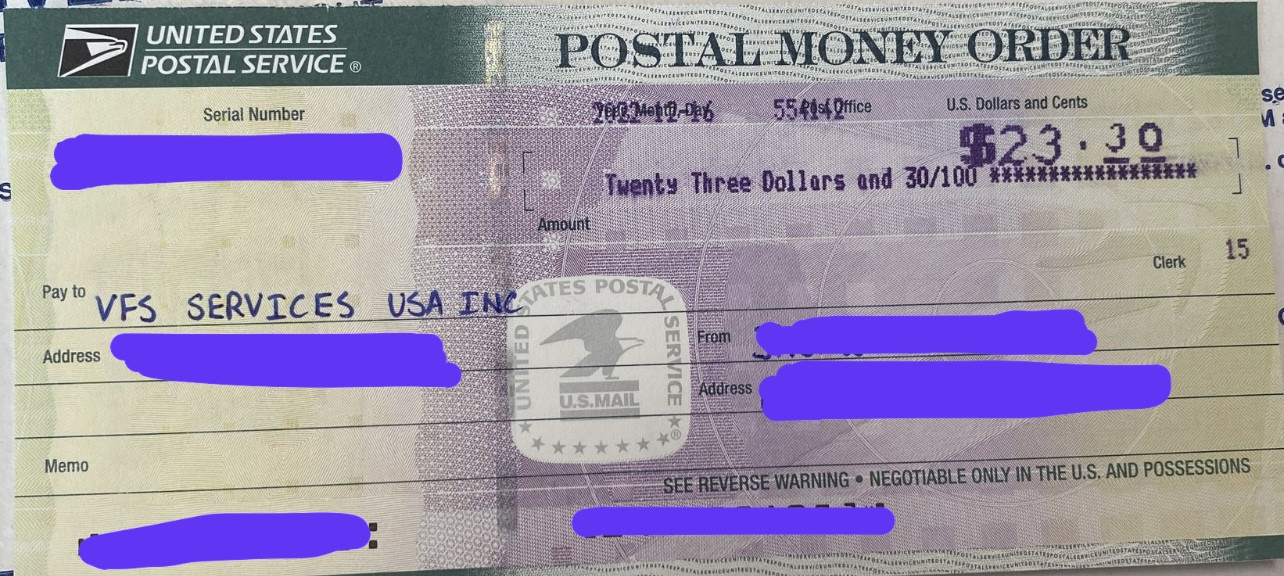 UNITED STATES
POSTAL SERVICE®
POSTAL MONEY ORDER
Serial Number
Post Office
U.S. Dollars and Cents
$23.30
Twenty Three Dollars and 30/100 ******************
Amount
Clerk 15
Pay to VFS SERVICES USA INC
Address
From
Address
UNITED STATES POSTAL SERVICE®
U.S.MAIL
Memo
SEE REVERSE WARNING • NEGOTIABLE ONLY IN THE U.S. AND POSSESSIONS